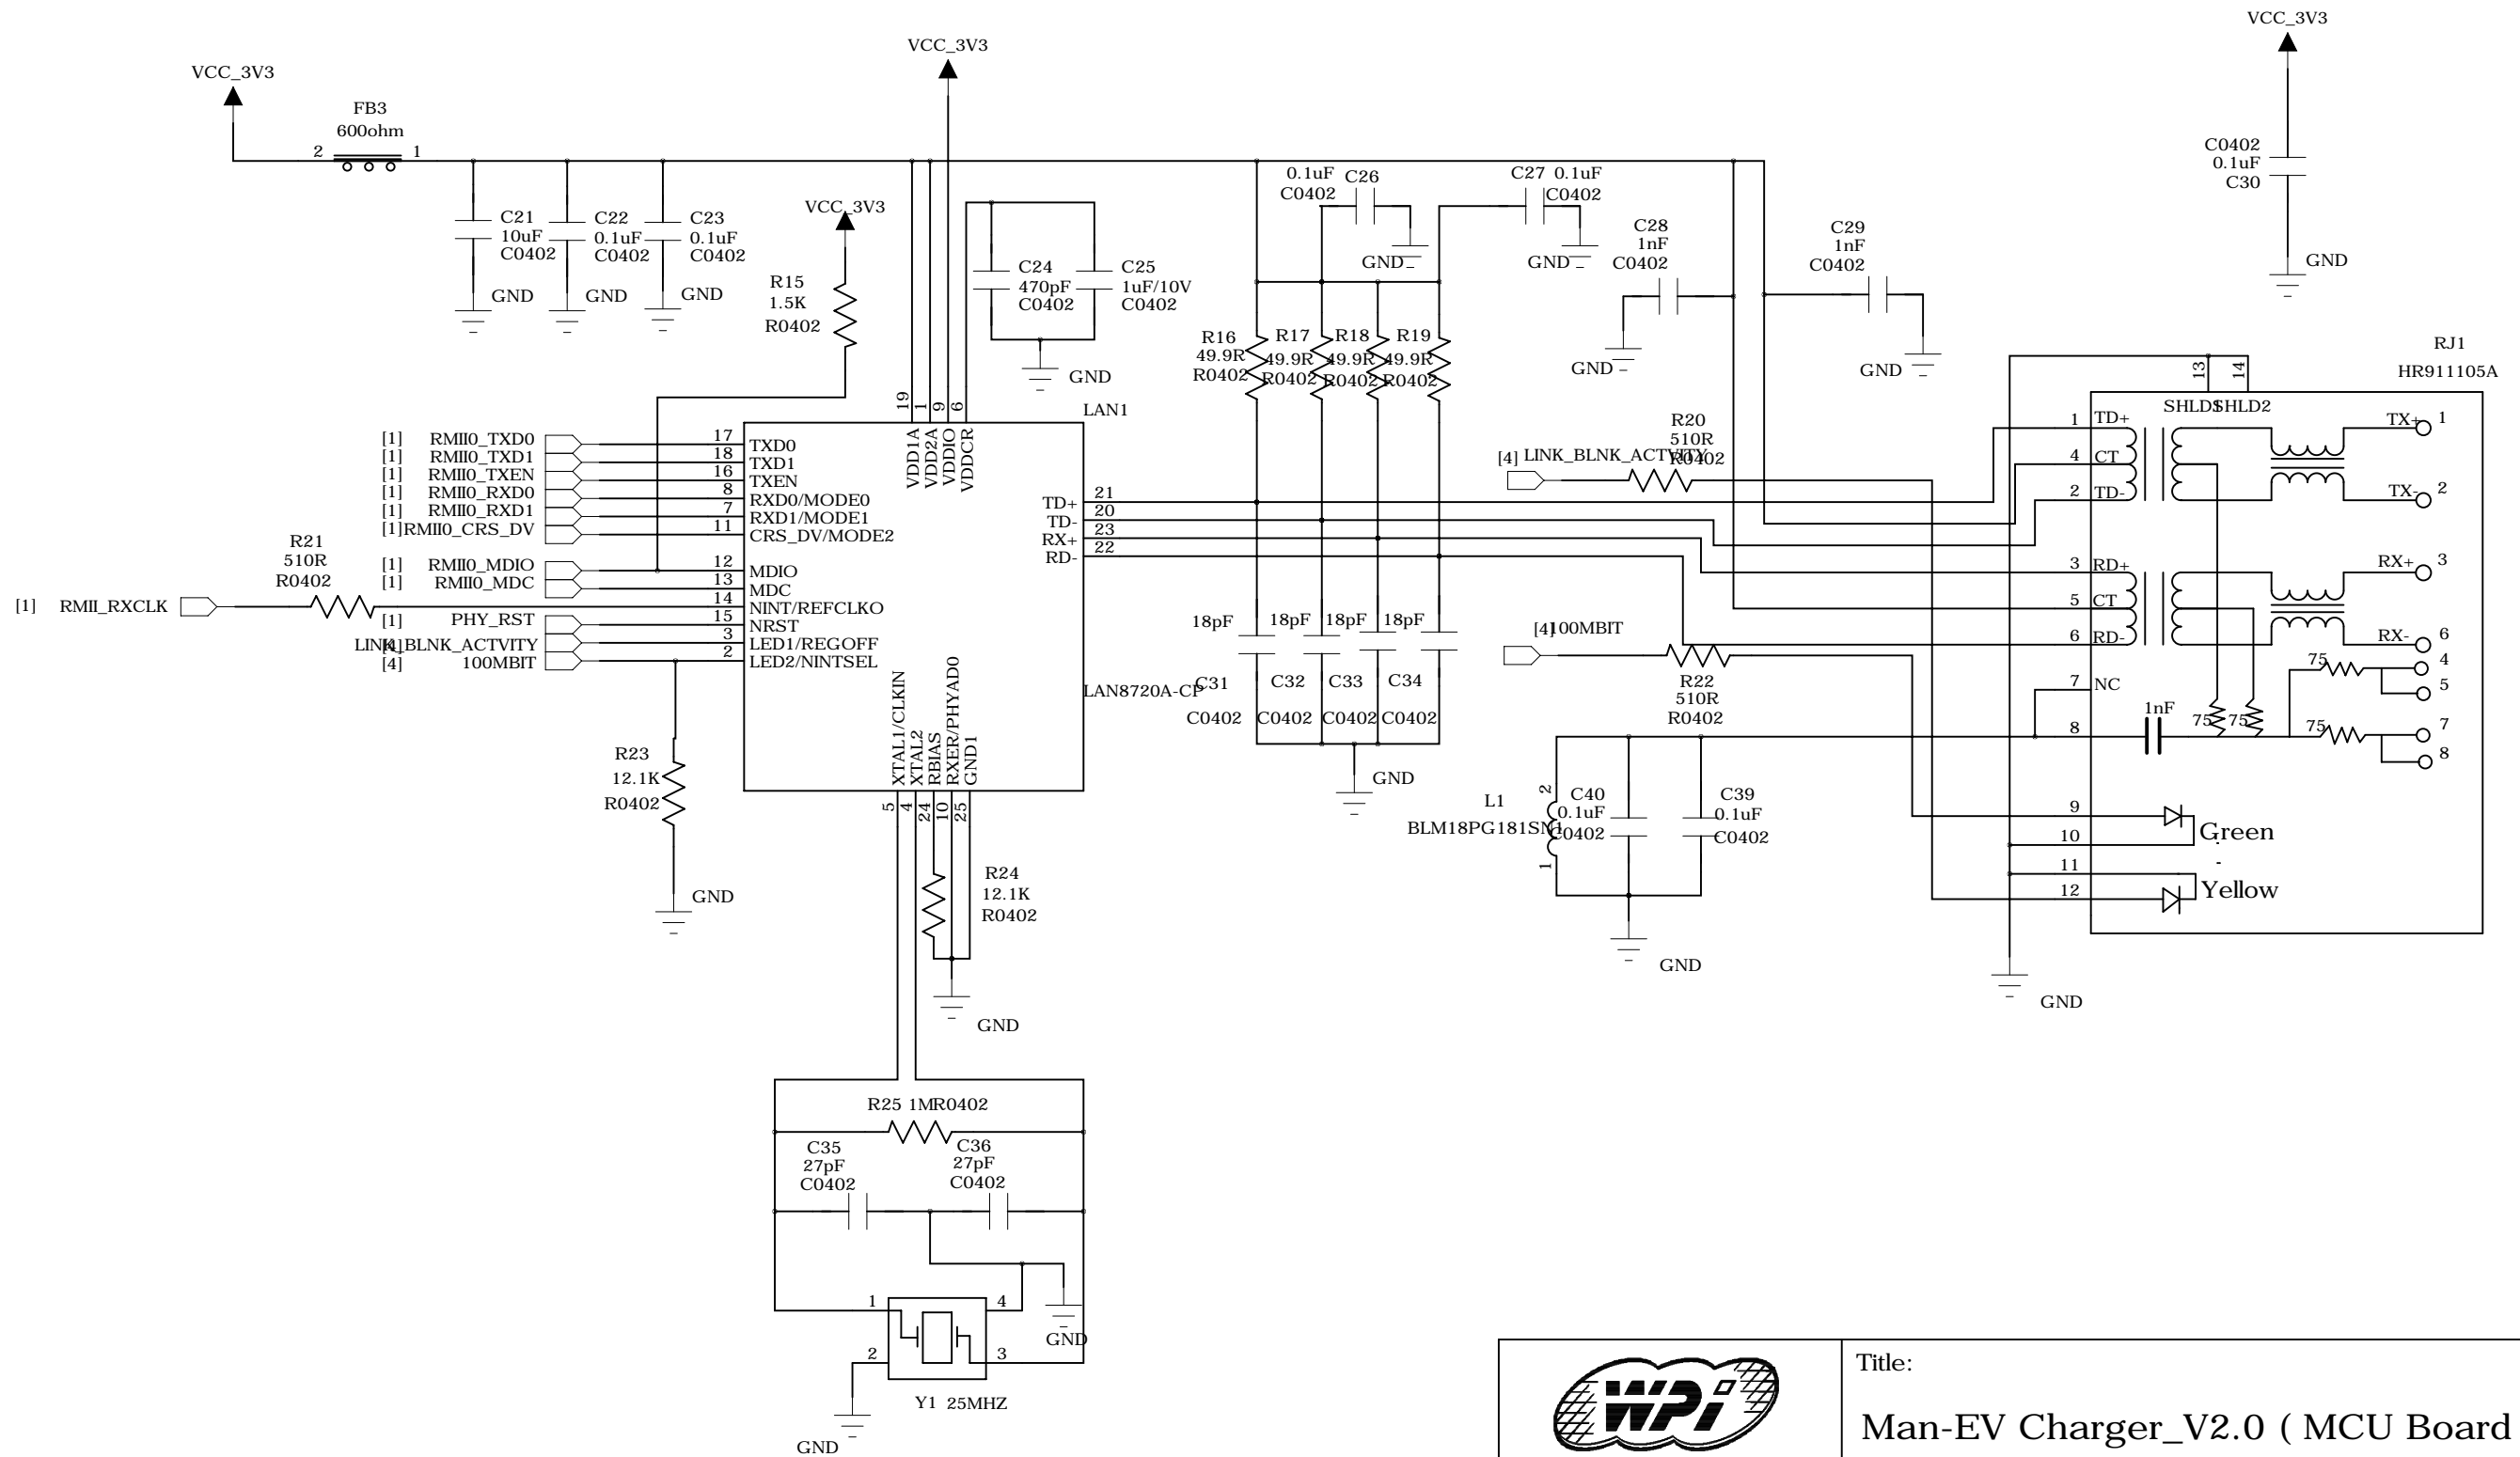 VCC_3V3
VCC_3V3
VCC_3V3
FB3
600ohm
2
1
C21
10uF
C0402
C22
0.1uF
C0402
C23
0.1uF
C0402
GND
GND
GND
VCC_3V3
R15
1.5K
R0402
C24
470pF
C0402
C25
1uF/10V
C0402
GND
0.1uF
C26
C0402
GND
C27
0.1uF
C0402
GND
C28
1nF
C0402
GND
C29
1nF
C0402
GND
C0402
0.1uF
C30
GND
R16
49.9R
R0402
R17
49.9R
R0402
R18
49.9R
R0402
R19
49.9R
R0402
RJ1
HR911105A
13
14
SHLD1
SHLD2
LAN1
19
1
9
6
VDD1A
VDD2A
VDDIO
VDDCR
[1] RMII0_TXD0 17 TXD0
[1] RMII0_TXD1 18 TXD1
[1] RMII0_TXEN 16 TXEN
[1] RMII0_RXD0 8 RXD0/MODE0
[1] RMII0_RXD1 7 RXD1/MODE1
[1] RMII0_CRS_DV 11 CRS_DV/MODE2
[1] RMII0_MDIO 12 MDIO
[1] RMII0_MDC 13 MDC
R21
510R
R0402
[1] RMII_RXCLK 14 NINT/REFCLKO
[1] PHY_RST 15 NRST
[4] LINK_BLNK_ACTVITY 3 LED1/REGOFF
[4] 100MBIT 2 LED2/NINTSEL
TD+ 21
TD- 20
RX+ 23
RD- 22
LAN8720A-CP
XTAL1/CLKIN
XTAL2
RBIAS
RXER/PHYAD0
GND1
5
4
24
10
25
R23
12.1K
R0402
GND
R24
12.1K
R0402
GND
R20
510R
R0402
[4] LINK_BLNK_ACTVITY
18pF
18pF
18pF
18pF
C31
C32
C33
C34
C0402
C0402
C0402
C0402
GND
[4]100MBIT
R22
510R
R0402
L1
BLM18PG181SN1
2
1
C40
0.1uF
C0402
C39
0.1uF
C0402
GND
1 TD+
4 CT
2 TD-
3 RD+
5 CT
6 RD-
7 NC
8
9
10
11
12
TX+ 1
TX- 2
RX+ 3
RX- 6
75
4
5
1nF
75
75
75
7
8
Green
-
Yellow
GND
R25 1M R0402
C35
27pF
C0402
C36
27pF
C0402
1
4
2
3
GND
GND
Y1 25MHZ
WPi
Title:
Man-EV Charger_V2.0 ( MCU Board